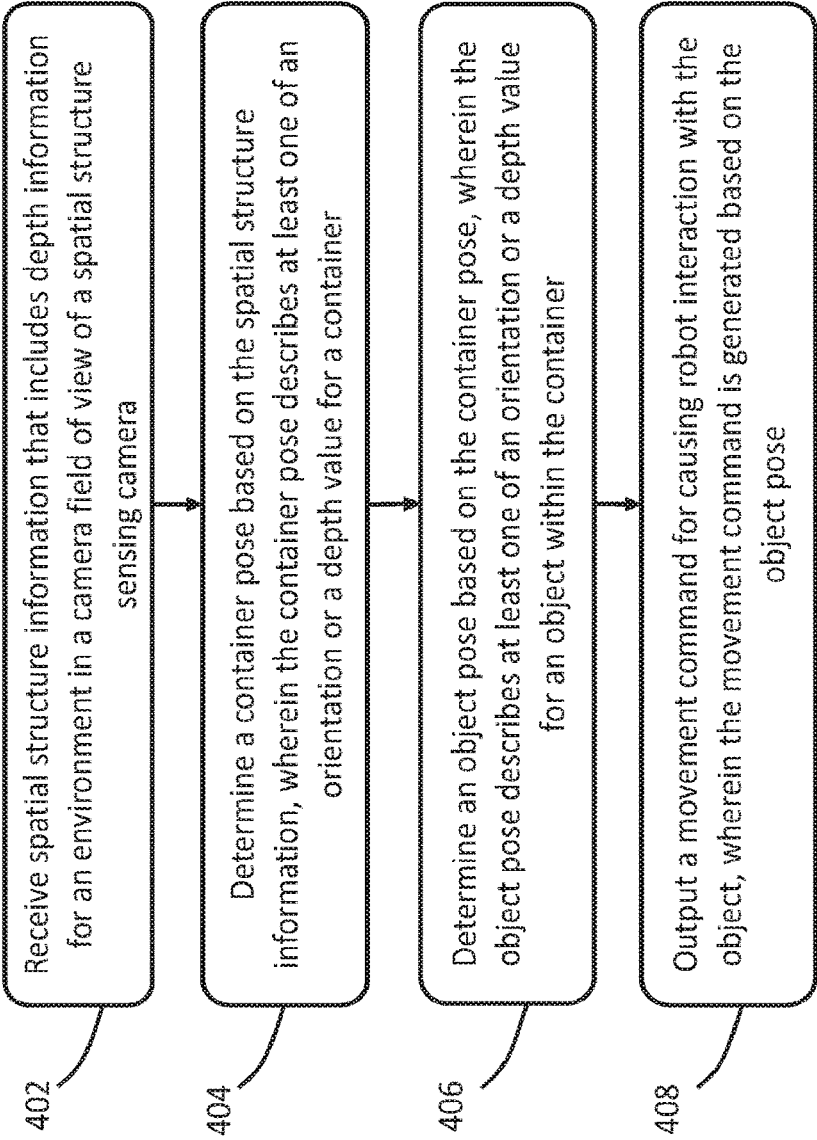 402
Receive spatial structure information that includes depth information
for an environment in a camera field of view of a spatial structure
sensing camera
404
Determine a container pose based on the spatial structure
information, wherein the container pose describes at least one of an
orientation or a depth value for a container
406
Determine an object pose based on the container pose, wherein the
object pose describes at least one of an orientation or a depth value
for an object within the container
408
Output a movement command for causing robot interaction with the
object, wherein the movement command is generated based on the
object pose